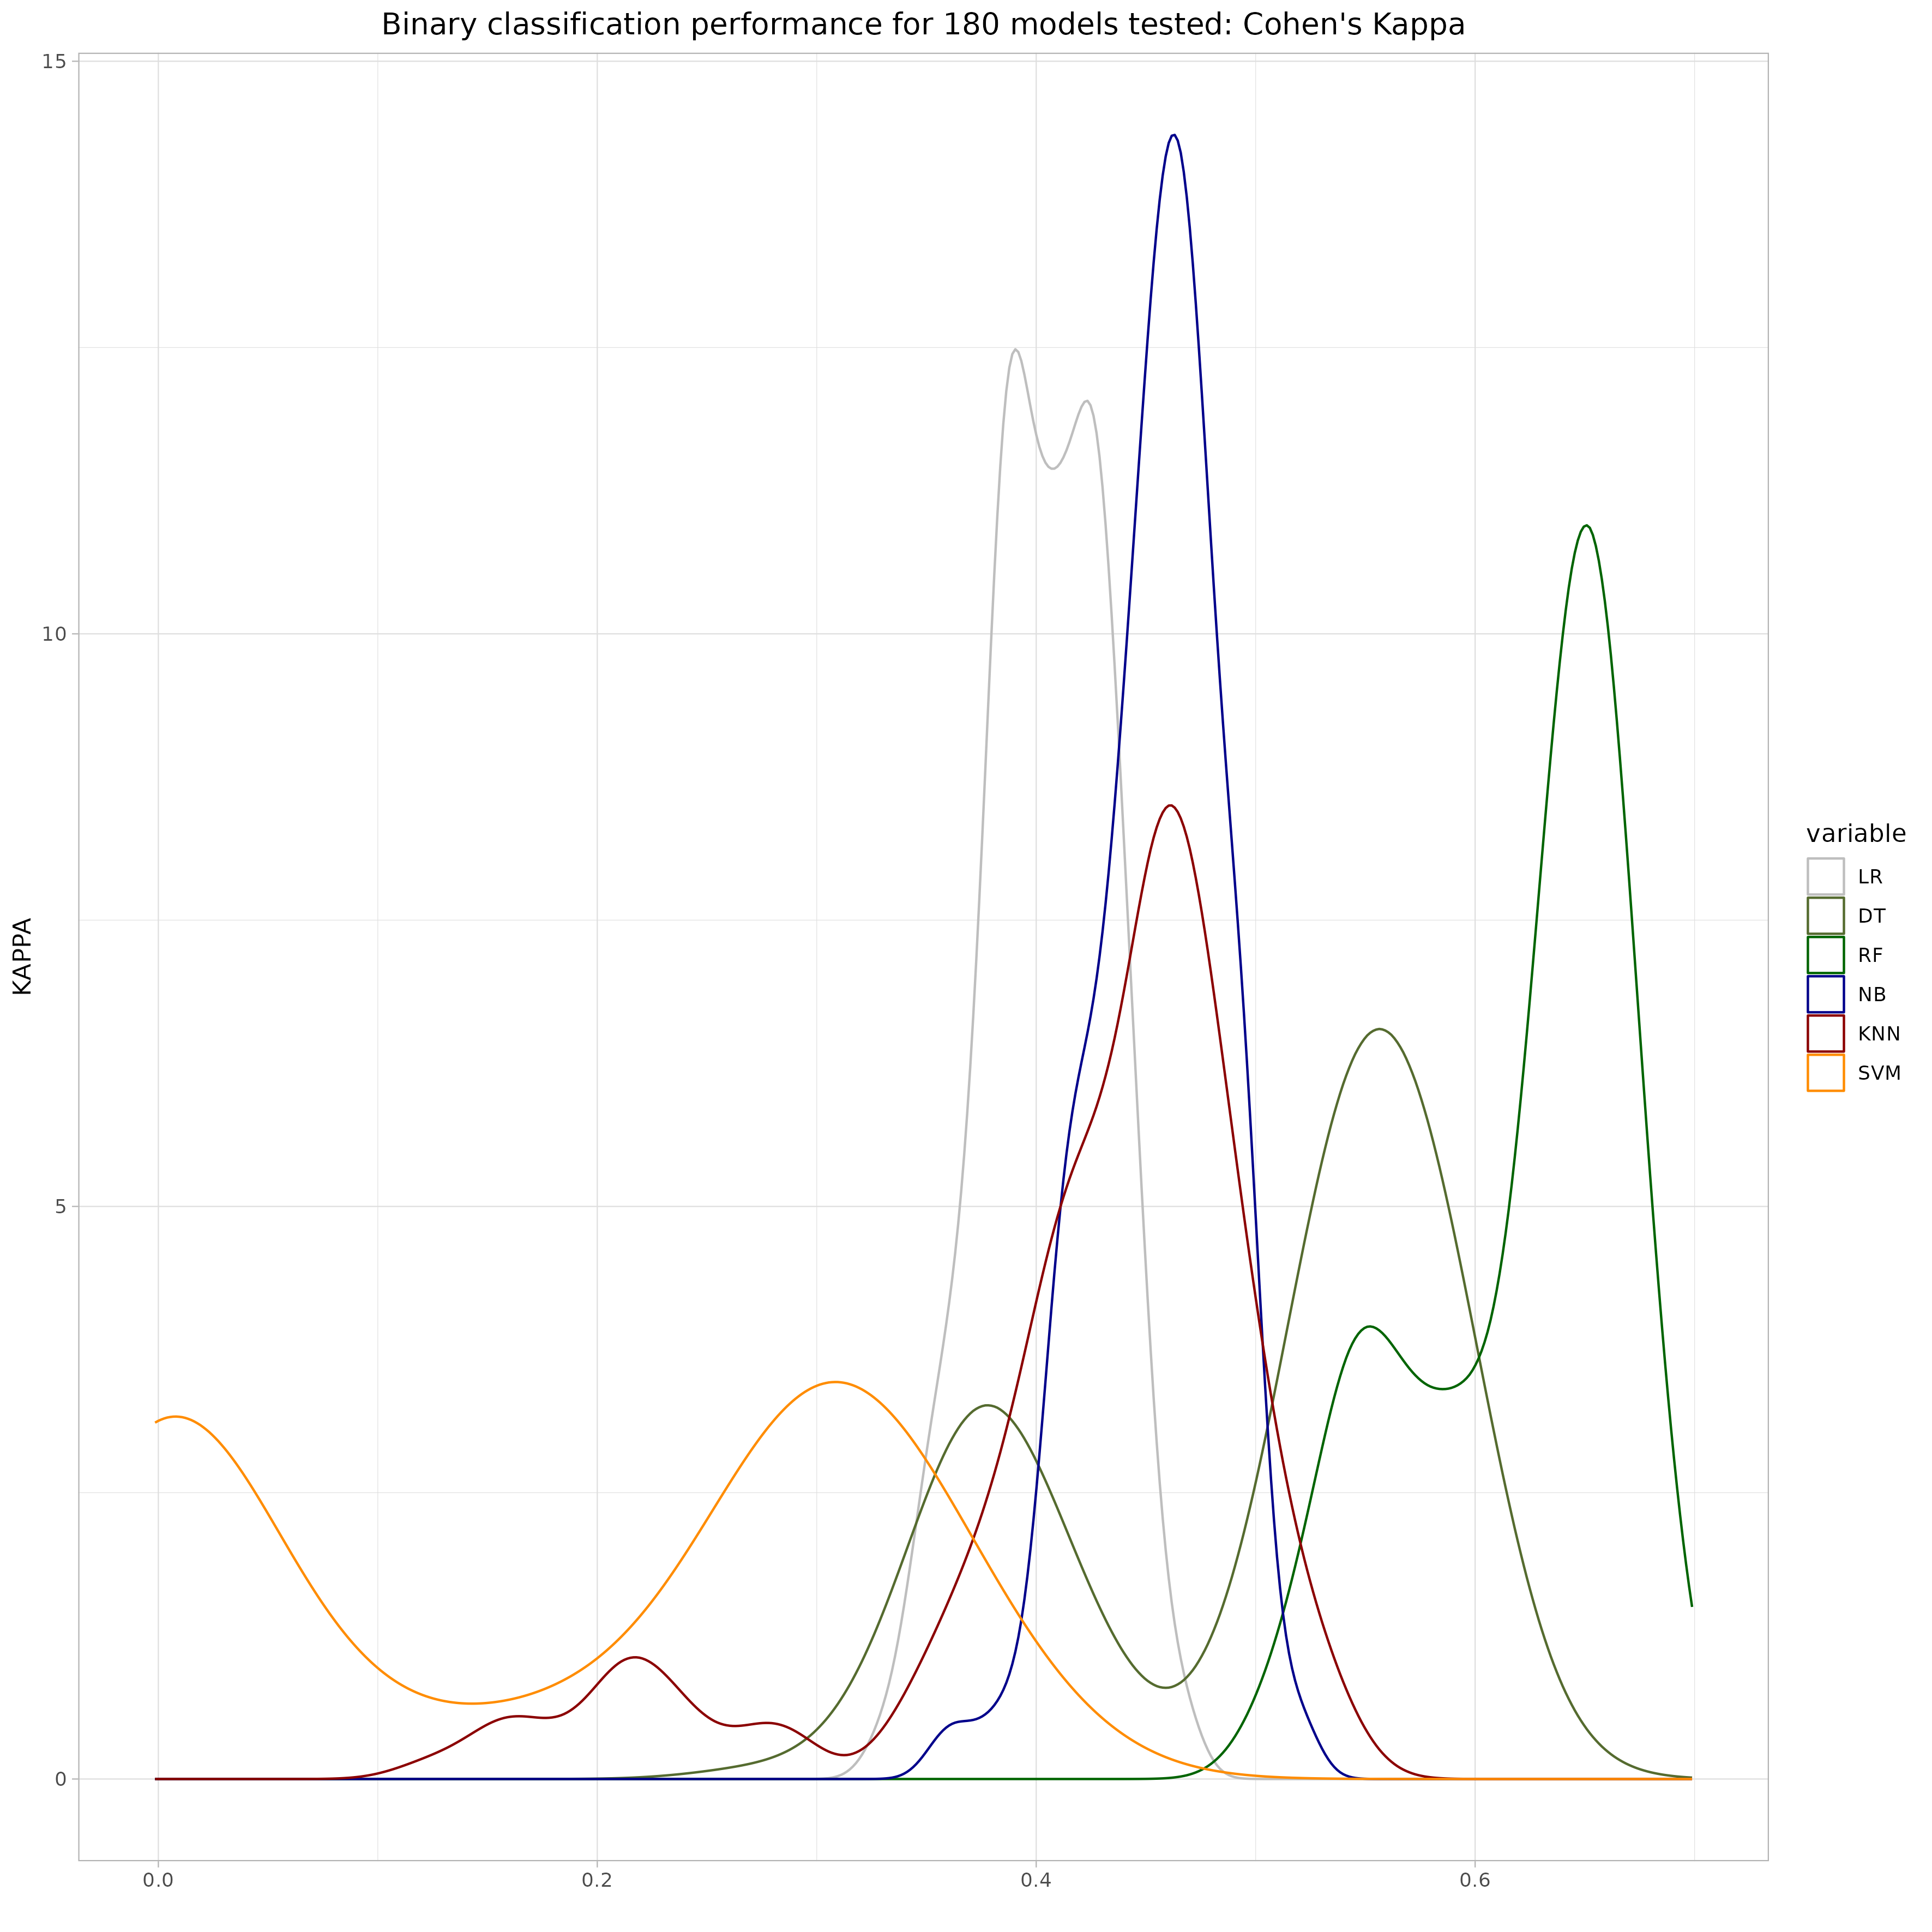 Binary classification performance for 180 models tested: Cohen's Kappa
15
10
5
0
KAPPA
0.0 0.2 0.4 0.6
variable
LR
DT
RF
NB
KNN
SVM